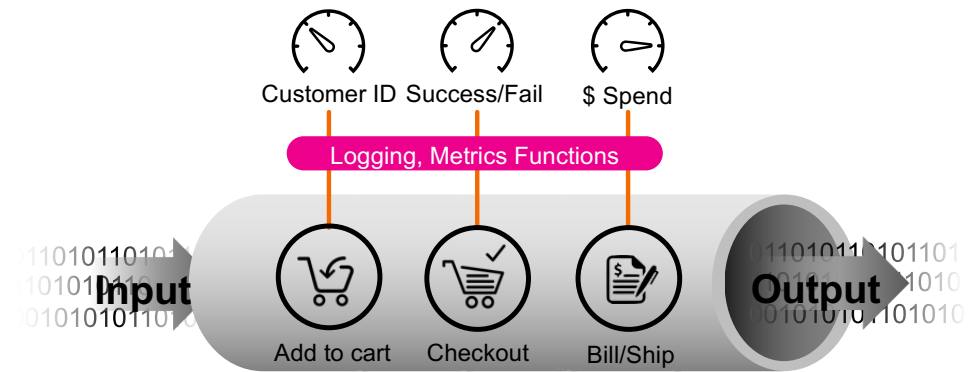 Customer ID Success/Fail $ Spend
Logging, Metrics Functions
Input
Output
$
Add to cart Checkout Bill/Ship